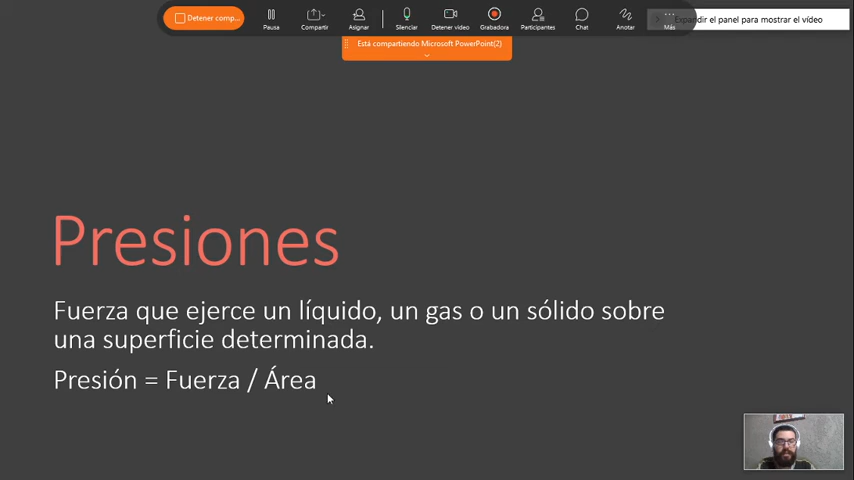 Detener comp...
Pausa
Compartir
Asignar
Silenciar
Detener video
Grabadora
Participantes
Chat
Anotar
Más
Expandir el panel para mostrar el vídeo
Está compartiendo Microsoft PowerPoint(2)
Presiones
Fuerza que ejerce un líquido, un gas o un sólido sobre
una superficie determinada.
Presión = Fuerza / Área